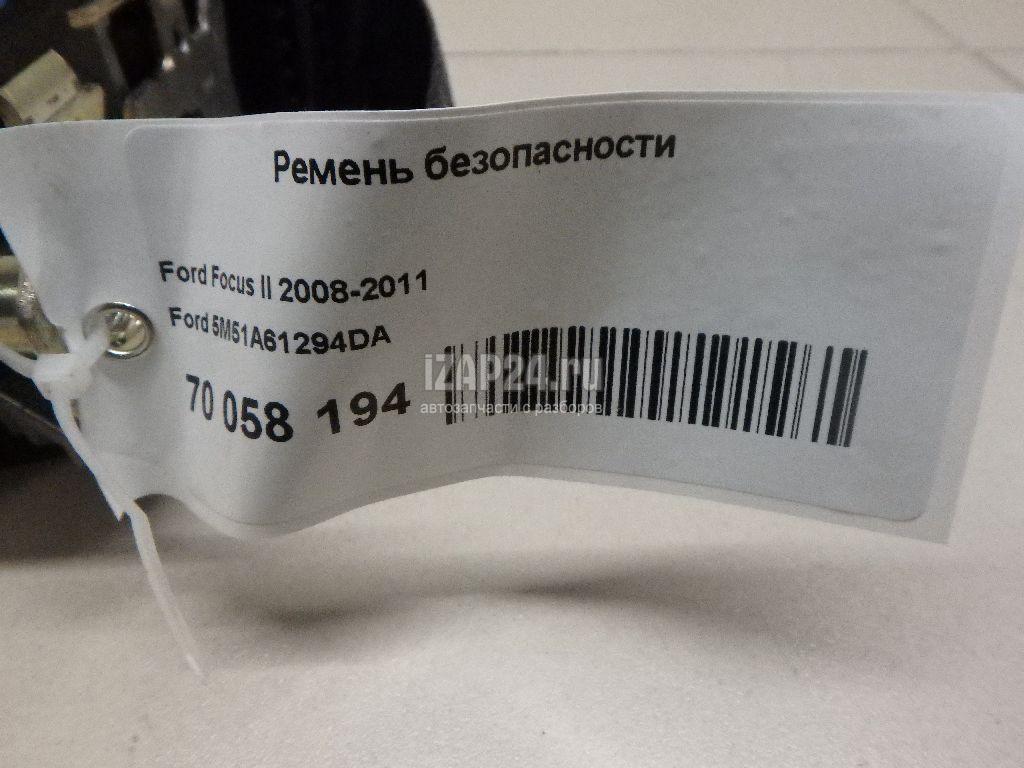 Ремень безопасности
Ford Focus II 2008-2011
Ford 5M51A61294DA
70 058 194
iZAP24.ru
автозапчасти с разборов